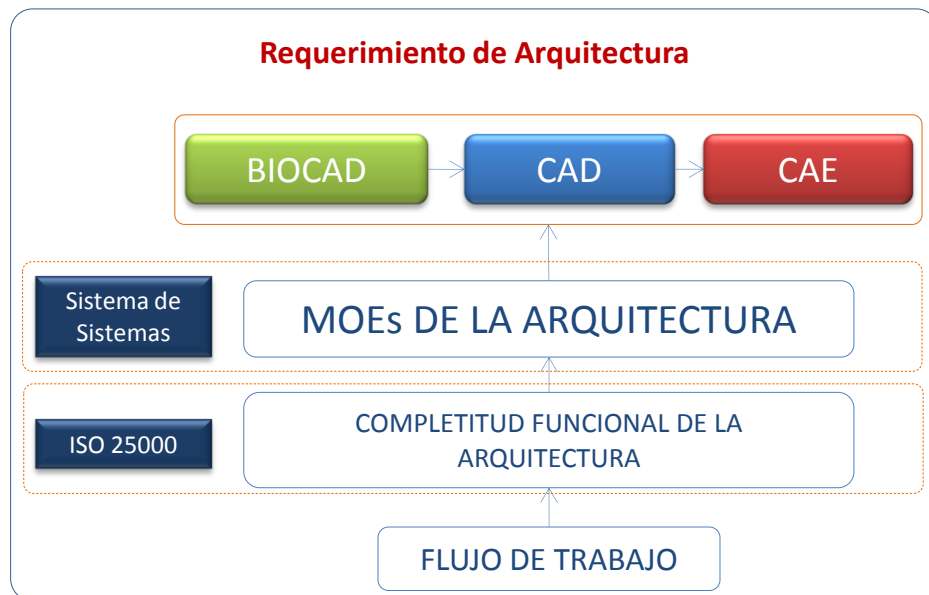 Requerimiento de Arquitectura
BIOCAD
CAD
CAE
Sistema de
Sistemas
MOEs DE LA ARQUITECTURA
ISO 25000
COMPLETITUD FUNCIONAL DE LA
ARQUITECTURA
FLUJO DE TRABAJO